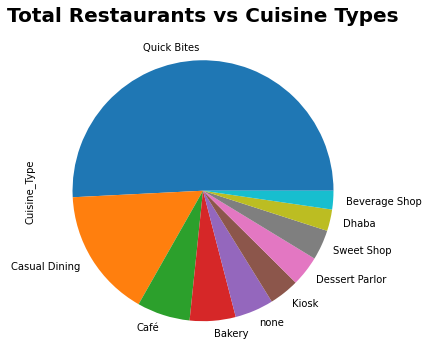 Total Restaurants vs Cuisine Types
Quick Bites
Cuisine_Type
Beverage Shop
Dhaba
Sweet Shop
Dessert Parlor
Kiosk
none
Bakery
Café
Casual Dining